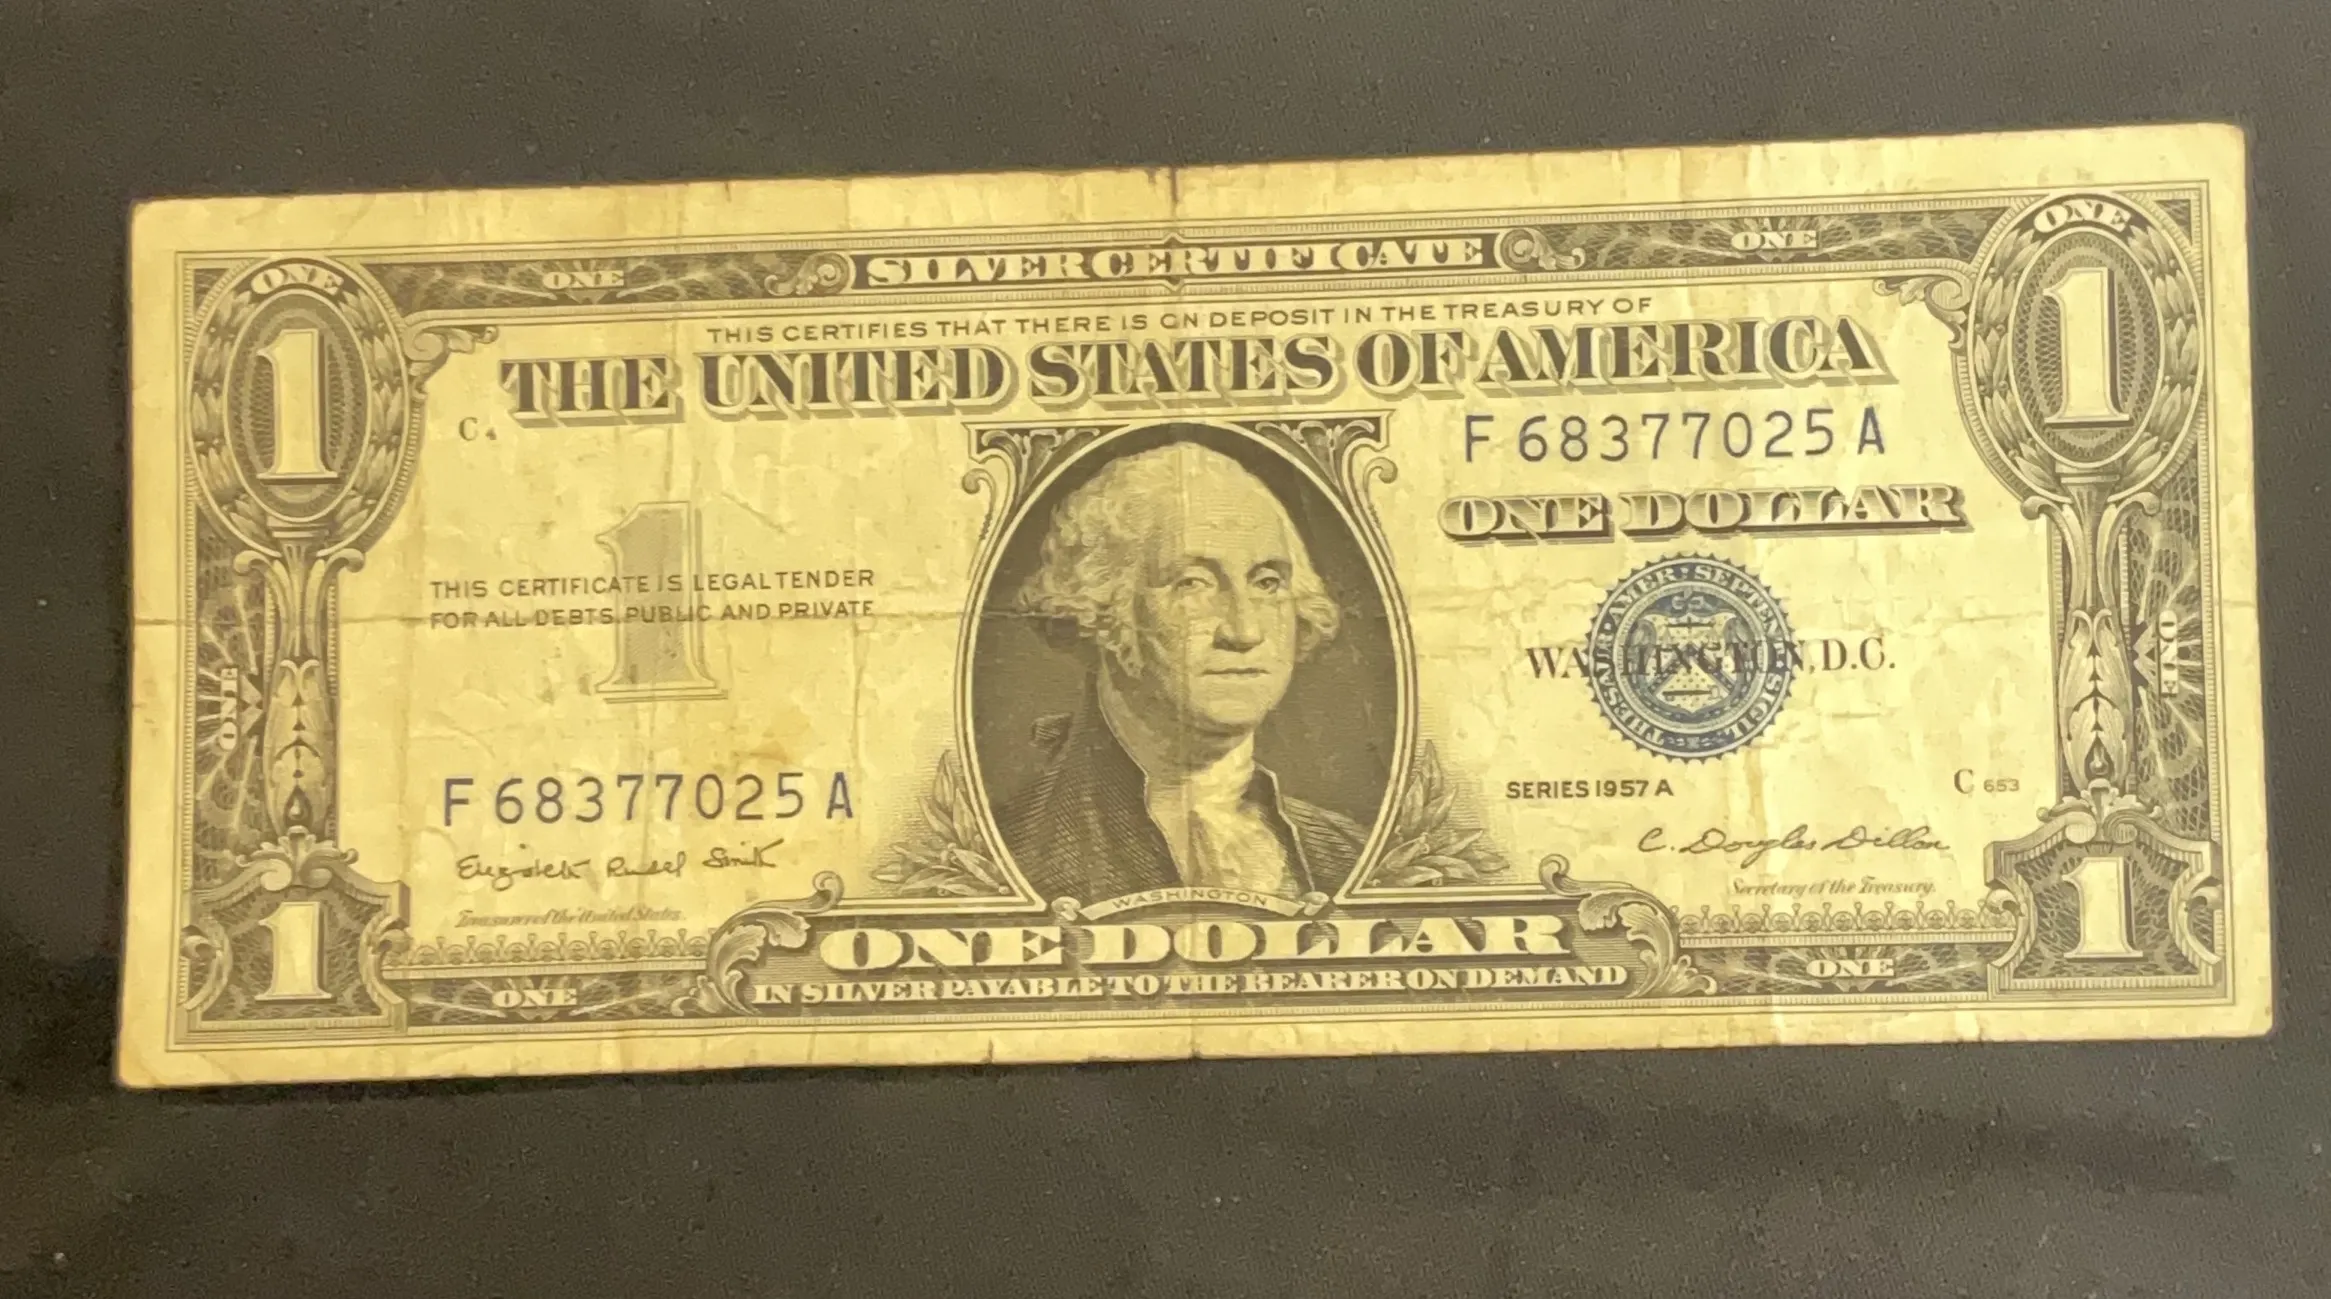 ONE
ONE
SILVER CERTIFICATE
ONE
ONE
1
THIS CERTIFIES THAT THERE IS ON DEPOSIT IN THE TREASURY OF
1
THE UNITED STATES OF AMERICA
C 4
F 68377025 A
ONE DOLLAR
1
THIS CERTIFICATE IS LEGAL TENDER
FOR ALL DEBTS PUBLIC AND PRIVATE
WASHINGTON, D.C.
ONE
ONE
F 68377025 A
SERIES 1957 A
C 653
Elizabeth Rudel Smith
C. Douglas Dillon
Treasurer of the United States.
Secretary of the Treasury.
WASHINGTON
1
ONE DOLLAR
1
ONE
IN SILVER PAYABLE TO THE BEARER ON DEMAND
ONE